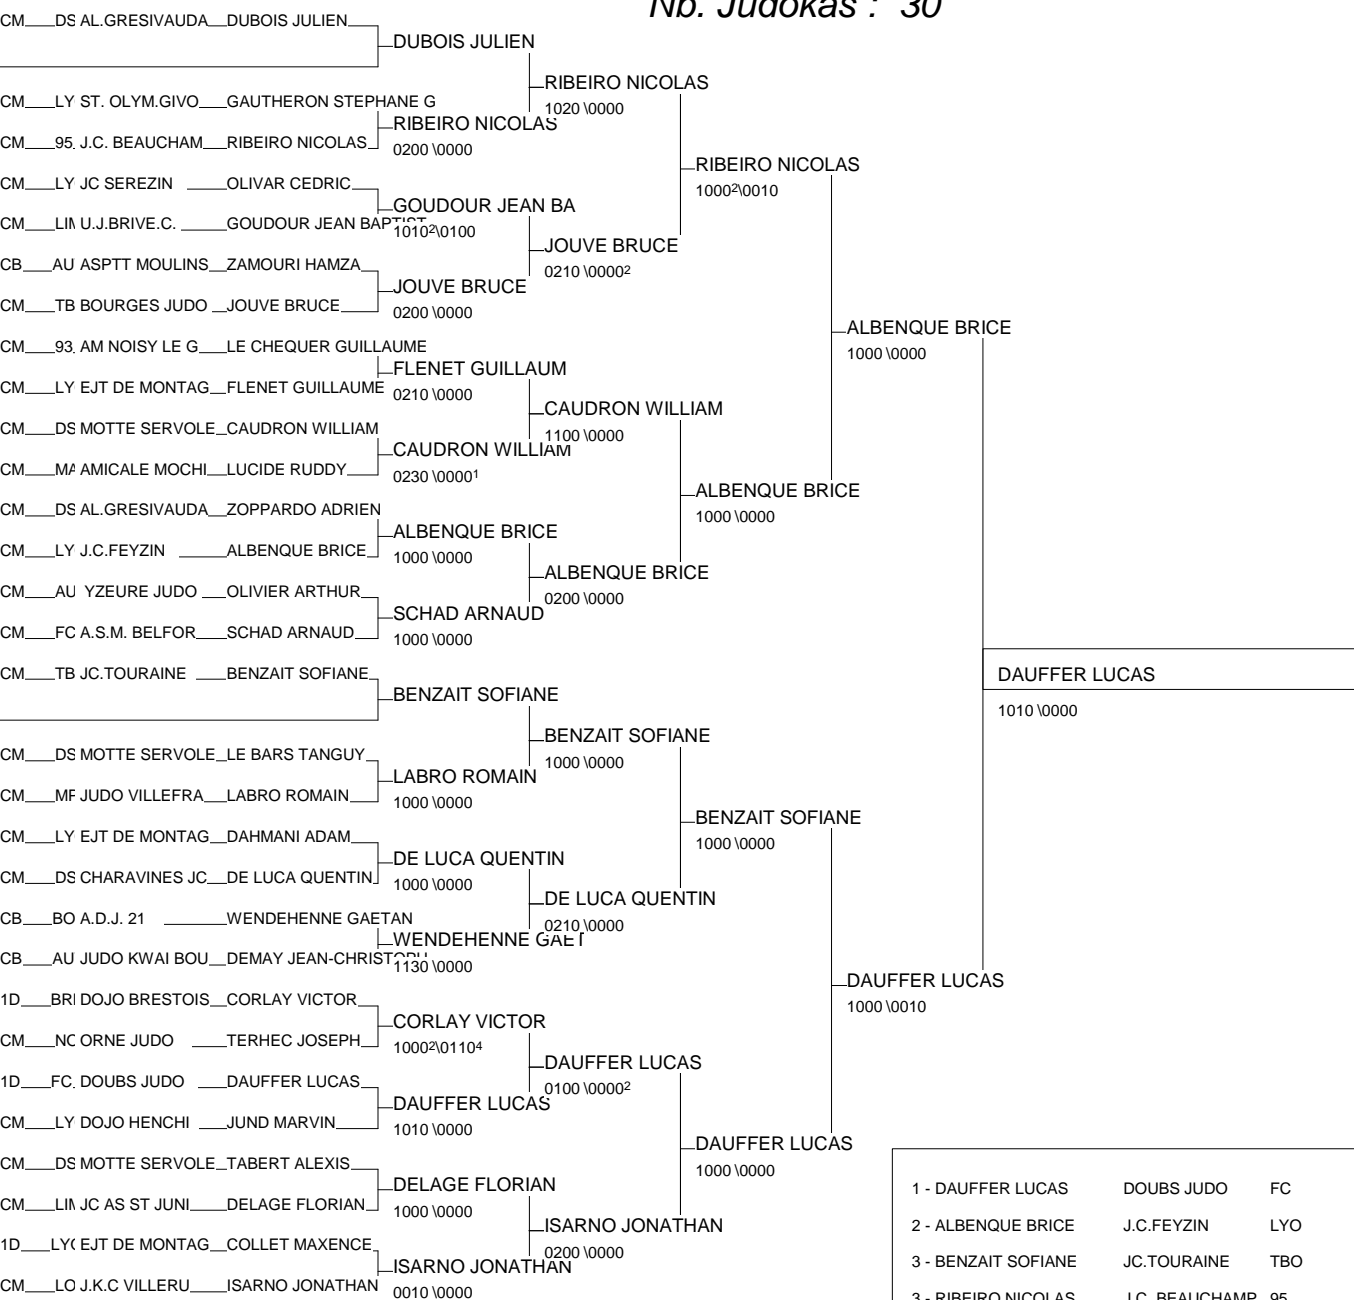 Nb. Judokas : 30
CM DS AL.GRESIVAUDA DUBOIS JULIEN
DUBOIS JULIEN
RIBEIRO NICOLAS
1020 \0000
CM LY ST. OLYM.GIVO GAUTHERON STEPHANE G
RIBEIRO NICOLAS
0200 \0000
CM 95 J.C. BEAUCHAM RIBEIRO NICOLAS
RIBEIRO NICOLAS
1000²\0010
CM LY JC SEREZIN OLIVAR CEDRIC
GOUDOUR JEAN BA
1010²\0100
CM LI U.J.BRIVE.C. GOUDOUR JEAN BAPTIST
JOUVE BRUCE
0210 \0000²
CB AU ASPTT MOULINS ZAMOURI HAMZA
JOUVE BRUCE
0200 \0000
CM TB BOURGES JUDO JOUVE BRUCE
ALBENQUE BRICE
1000 \0000
CM 93 AM NOISY LE G LE CHEQUER GUILLAUME
FLENET GUILLAUM
0210 \0000
CM LY EJT DE MONTAG FLENET GUILLAUME
CAUDRON WILLIAM
1100 \0000
CM DS MOTTE SERVOLE CAUDRON WILLIAM
CAUDRON WILLIAM
0230 \0000¹
CM MA AMICALE MOCHI LUCIDE RUDDY
ALBENQUE BRICE
1000 \0000
CM DS AL.GRESIVAUDA ZOPPARDO ADRIEN
ALBENQUE BRICE
1000 \0000
CM LY J.C.FEYZIN ALBENQUE BRICE
ALBENQUE BRICE
0200 \0000
CM AU YZEURE JUDO OLIVIER ARTHUR
SCHAD ARNAUD
1000 \0000
CM FC A.S.M. BELFOR SCHAD ARNAUD
DAUFFER LUCAS
1010 \0000
CM TB JC.TOURAINE BENZAIT SOFIANE
BENZAIT SOFIANE
BENZAIT SOFIANE
1000 \0000
CM DS MOTTE SERVOLE LE BARS TANGUY
LABRO ROMAIN
1000 \0000
CM MP JUDO VILLEFRA LABRO ROMAIN
BENZAIT SOFIANE
1000 \0000
CM LY EJT DE MONTAG DAHMANI ADAM
DE LUCA QUENTIN
1000 \0000
CM DS CHARAVINES JC DE LUCA QUENTIN
DE LUCA QUENTIN
0210 \0000
CB BO A.D.J. 21 WENDEHENNE GAETAN
WENDEHENNE GAET
1130 \0000
CB AU JUDO KWAI BOU DEMAY JEAN-CHRISTOPH
DAUFFER LUCAS
1000 \0010
1D BRE DOJO BRESTOIS CORLAY VICTOR
CORLAY VICTOR
1000²\0110⁴
CM NO ORNE JUDO TERHEC JOSEPH
DAUFFER LUCAS
0100 \0000²
1D FC DOUBS JUDO DAUFFER LUCAS
DAUFFER LUCAS
1010 \0000
CM LY DOJO HENCHI JUND MARVIN
DAUFFER LUCAS
1000 \0000
CM DS MOTTE SERVOLE TABERT ALEXIS
DELAGE FLORIAN
1000 \0000
CM LI JC AS ST JUNI DELAGE FLORIAN
ISARNO JONATHAN
0200 \0000
1D LYO EJT DE MONTAG COLLET MAXENCE
ISARNO JONATHAN
0010 \0000
CM LO J.K.C VILLERU ISARNO JONATHAN
1 - DAUFFER LUCAS DOUBS JUDO FC
2 - ALBENQUE BRICE J.C.FEYZIN LYO
3 - BENZAIT SOFIANE JC.TOURAINE TBO
3 - RIBEIRO NICOLAS J.C. BEAUCHAMP 95